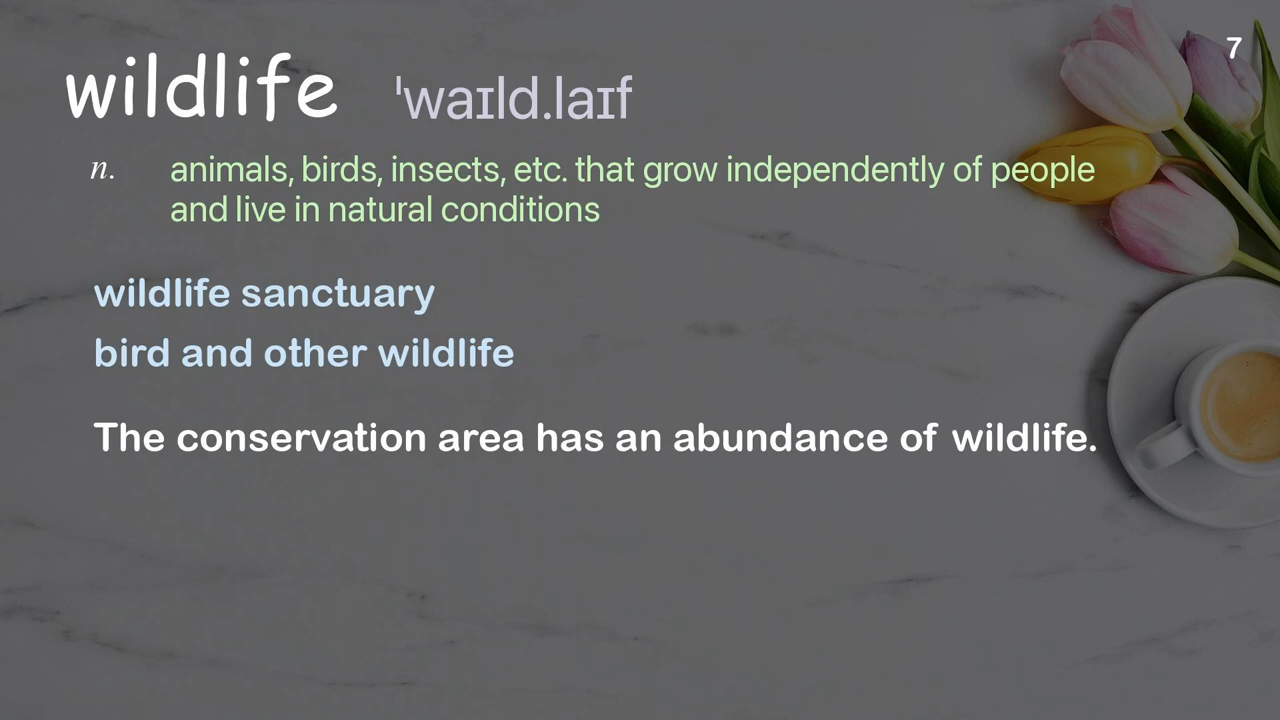 7
wildlife ˈwaɪld.laɪf
n. animals, birds, insects, etc. that grow independently of people
and live in natural conditions
wildlife sanctuary
bird and other wildlife
The conservation area has an abundance of wildlife.